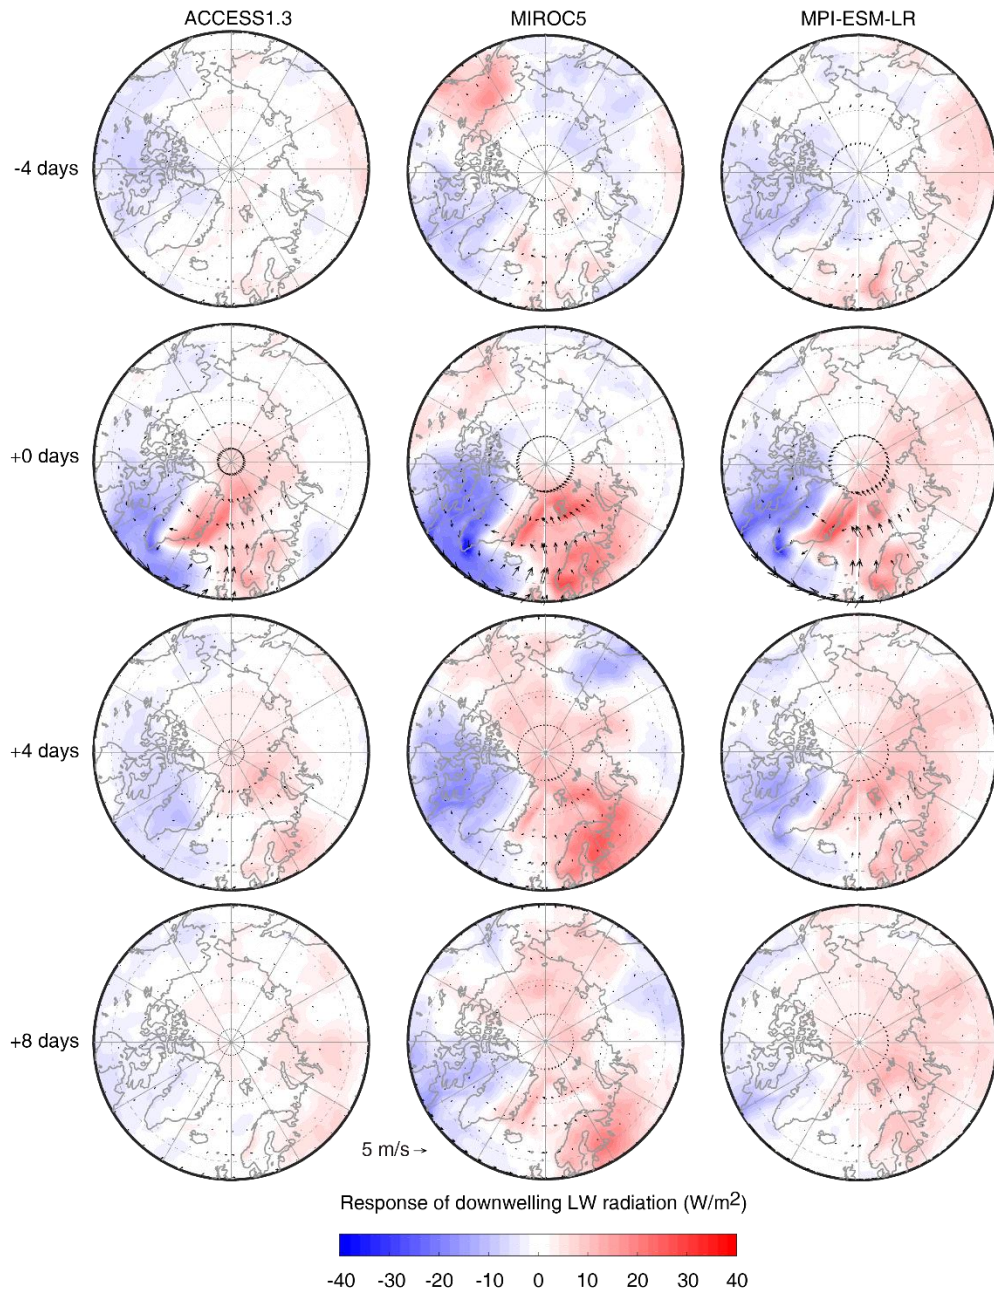 ACCESS1.3 MIROC5 MPI-ESM-LR
-4 days
+0 days
+4 days
+8 days
5 m/s→
Response of downwelling LW radiation (W/m²)
-40 -30 -20 -10 0 10 20 30 40